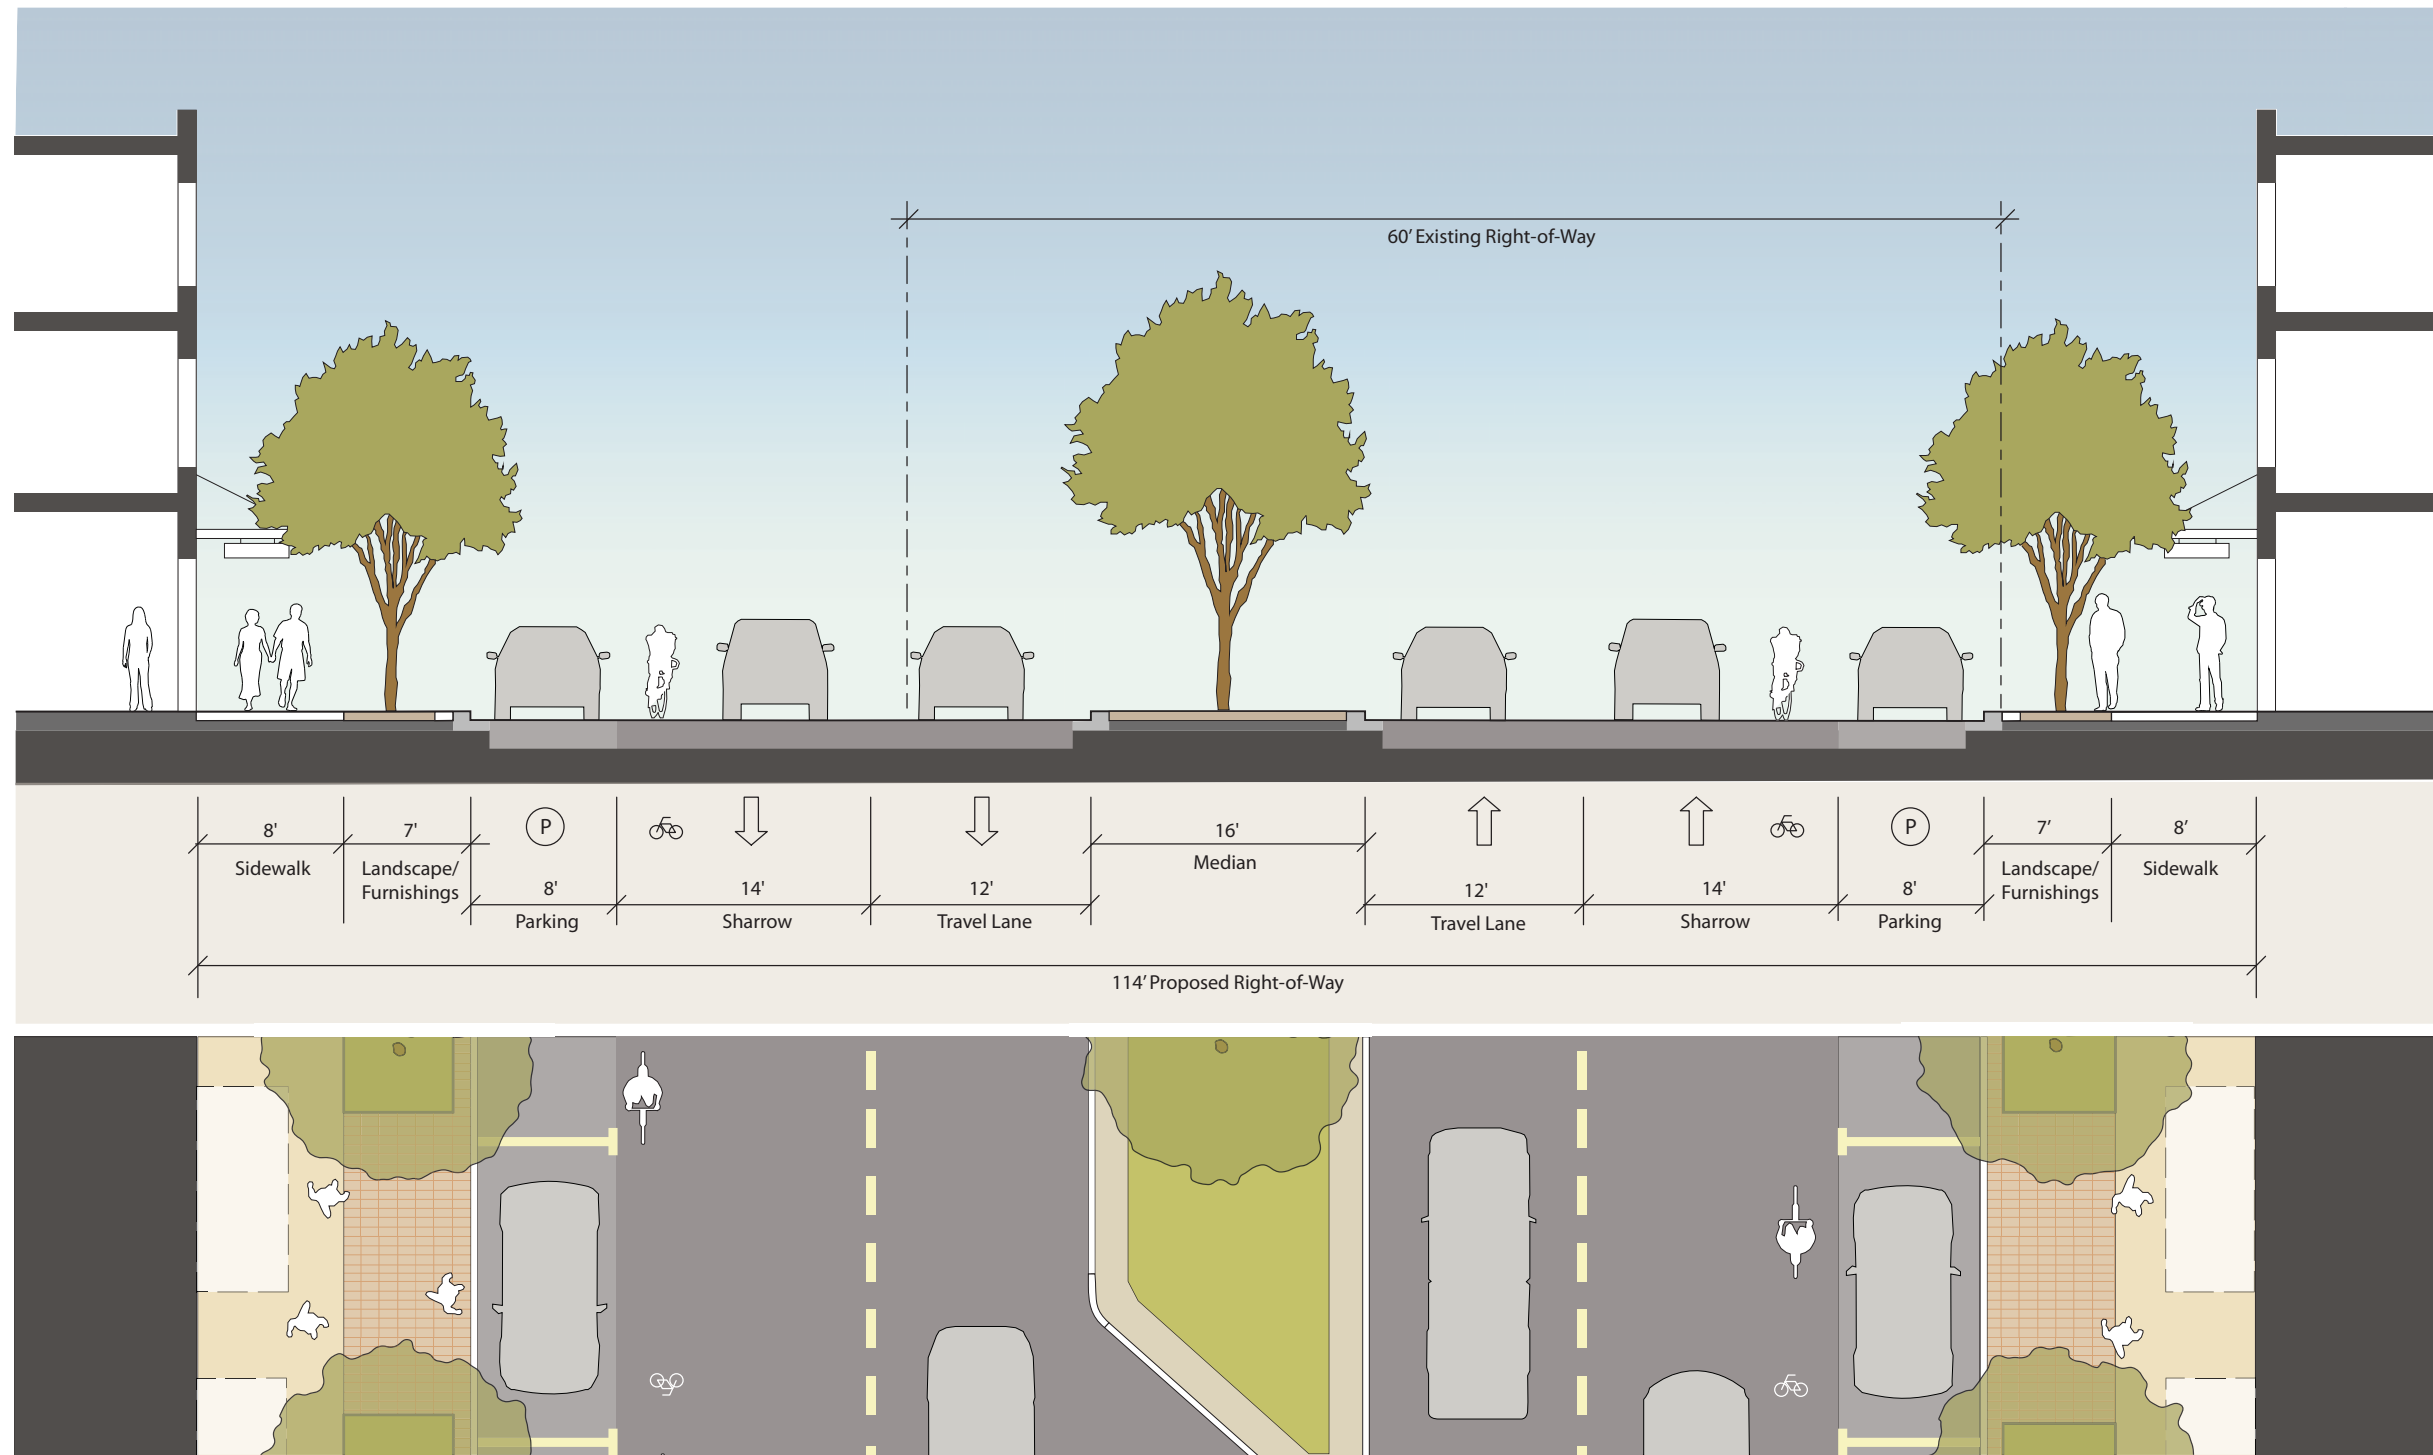 60’ Existing Right-of-Way
8'
Sidewalk
7'
Landscape/
Furnishings
P
8'
Parking
14'
Sharrow
12'
Travel Lane
16'
Median
12'
Travel Lane
14'
Sharrow
P
8'
Parking
7’
Landscape/
Furnishings
8’
Sidewalk
114’ Proposed Right-of-Way